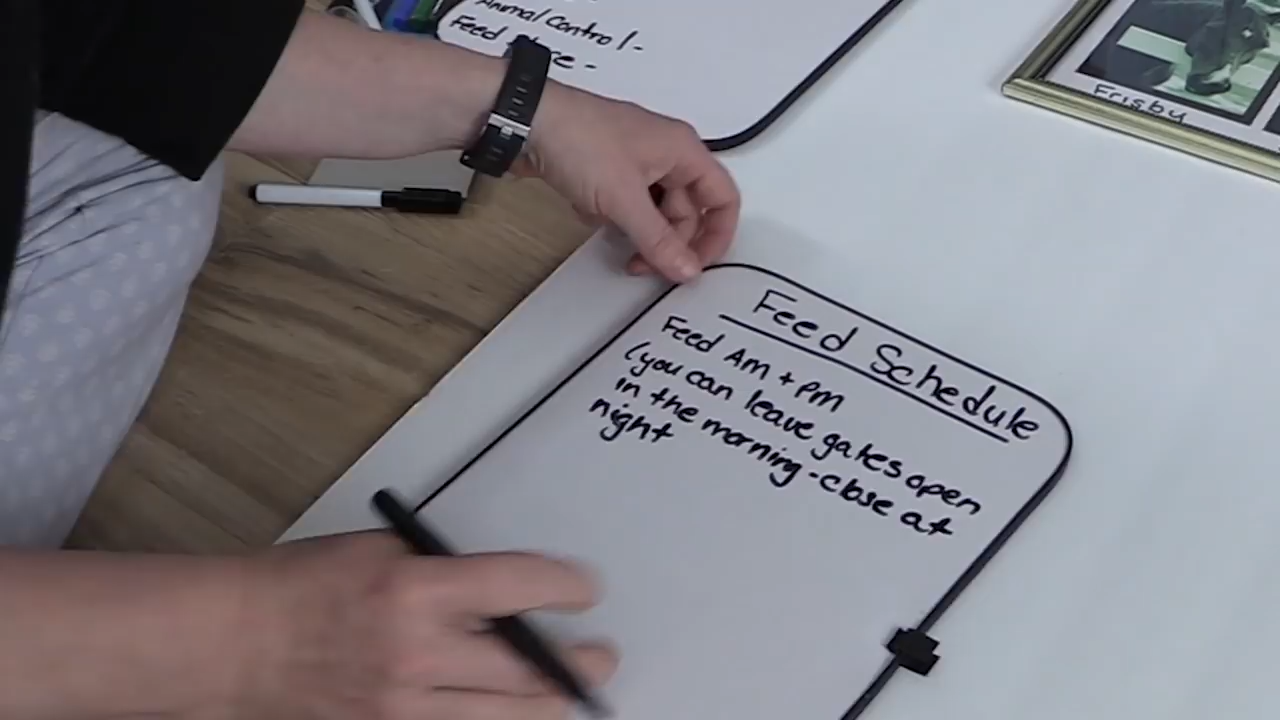 Animal Control -
Feed
Frisby
Feed Schedule
Feed Am + pm
(you can leave gates open
in the morning - close at
night